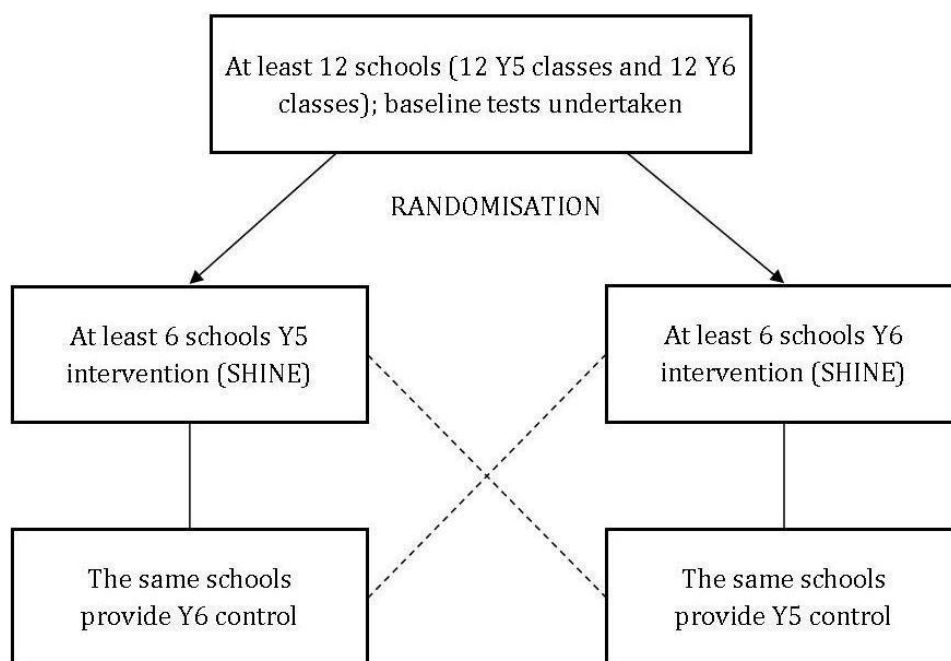 At least 12 schools (12 Y5 classes and 12 Y6
classes); baseline tests undertaken
RANDOMISATION
At least 6 schools Y5
intervention (SHINE)
At least 6 schools Y6
intervention (SHINE)
The same schools
provide Y6 control
The same schools
provide Y5 control